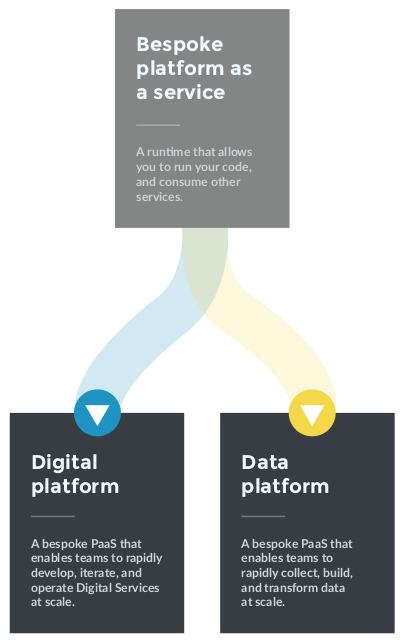 Bespoke
platform as
a service
A runtime that allows
you to run your code,
and consume other
services.
Digital
platform
A bespoke PaaS that
enables teams to rapidly
develop, iterate, and
operate Digital Services
at scale.
Data
platform
A bespoke PaaS that
enables teams to
rapidly collect, build,
and transform data
at scale.